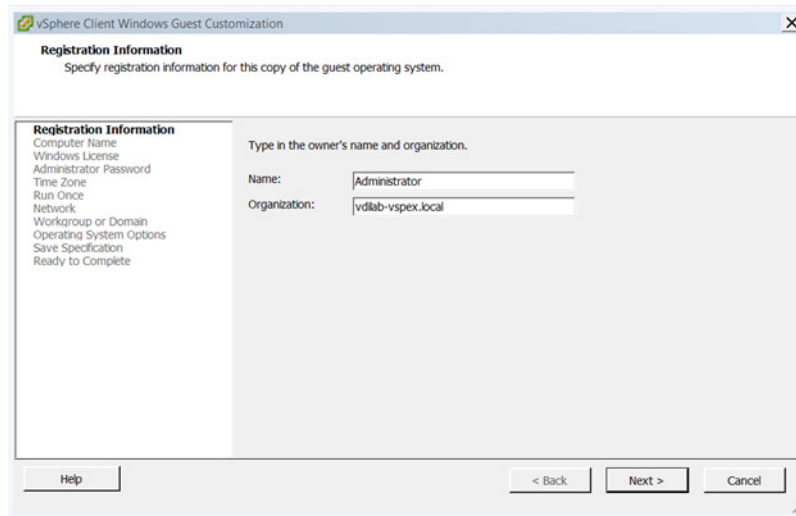 vSphere Client Windows Guest Customization
Registration Information
Specify registration information for this copy of the guest operating system.
Registration Information
Computer Name
Windows License
Administrator Password
Time Zone
Run Once
Network
Workgroup or Domain
Operating System Options
Save Specification
Ready to Complete
Type in the owner's name and organization.
Name: Administrator
Organization: vdilab-vspex.local
Help
< Back
Next >
Cancel